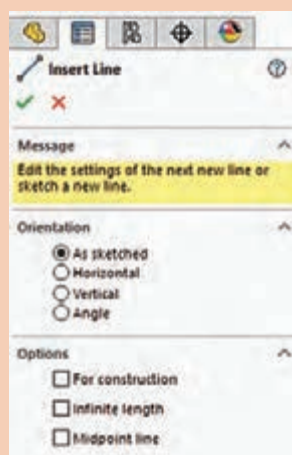 Insert Line
Message
Edit the settings of the next new line or
sketch a new line.
Orientation
As sketched
Horizontal
Vertical
Angle
Options
For construction
Infinite length
Midpoint line